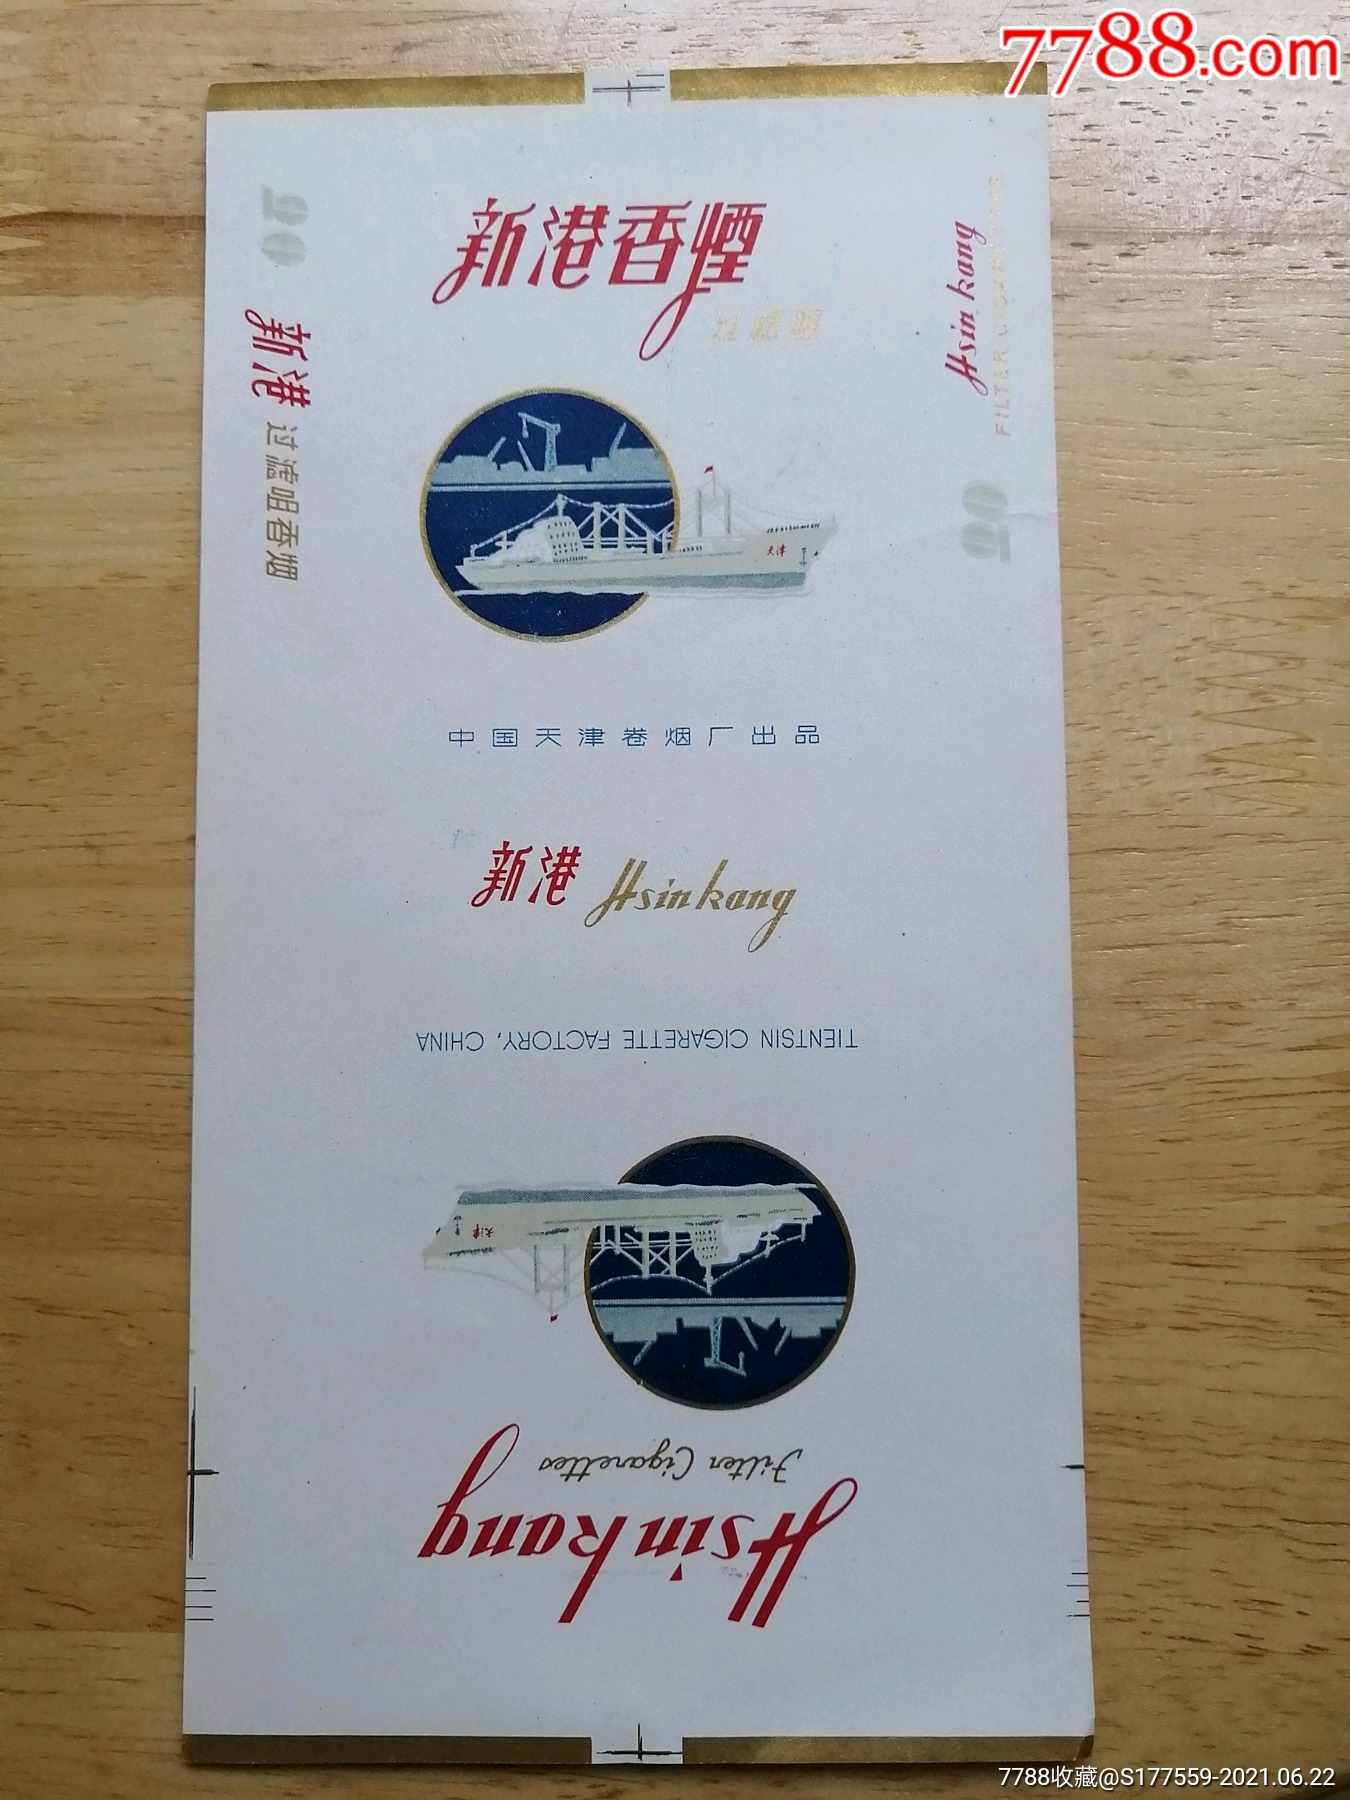 7788.com
新港香煙
过滤咀
20
新港
过滤咀香烟
Hsin kang
FILTER CIGARETTES
20
天津
中国天津卷烟厂出品
新港 Hsin kang
TIENTSIN CIGARETTE FACTORY, CHINA
天津
Filter Cigarettes
Hsin kang
7788收藏@S177559-2021.06.22